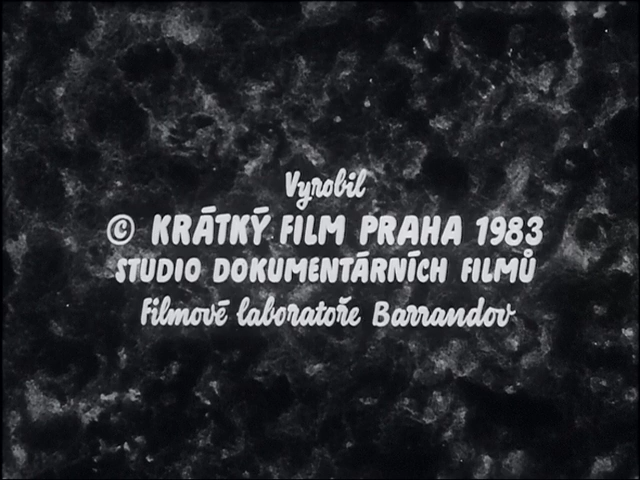 Vyrobil
© KRÁTKÝ FILM PRAHA 1983
STUDIO DOKUMENTÁRNÍCH FILMŮ
Filmové laboratoře Barrandov